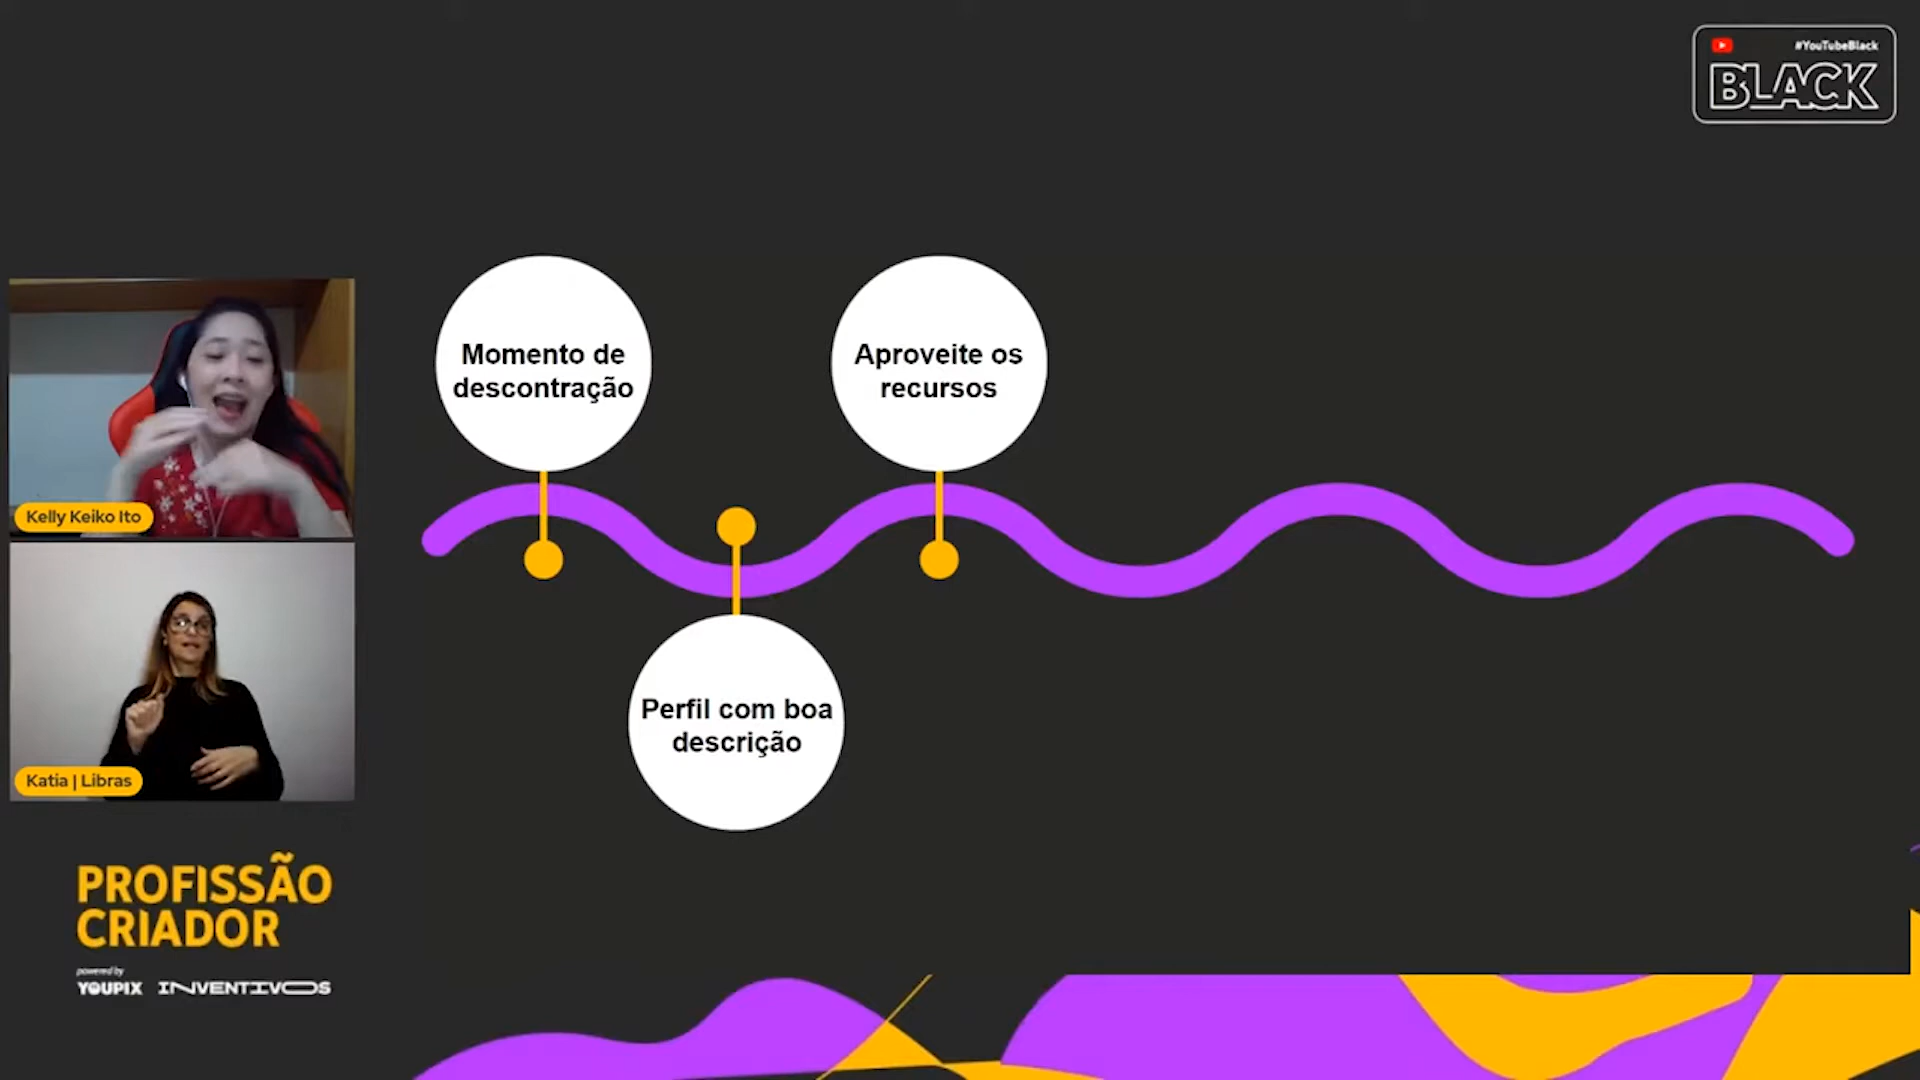 #YouTubeBlack
BLACK
Momento de
descontração
Aproveite os
recursos
Perfil com boa
descrição
Kelly Keiko Ito
Katia | Libras
PROFISSÃO
CRIADOR
powered by
YOUPIX INVENTIVOS